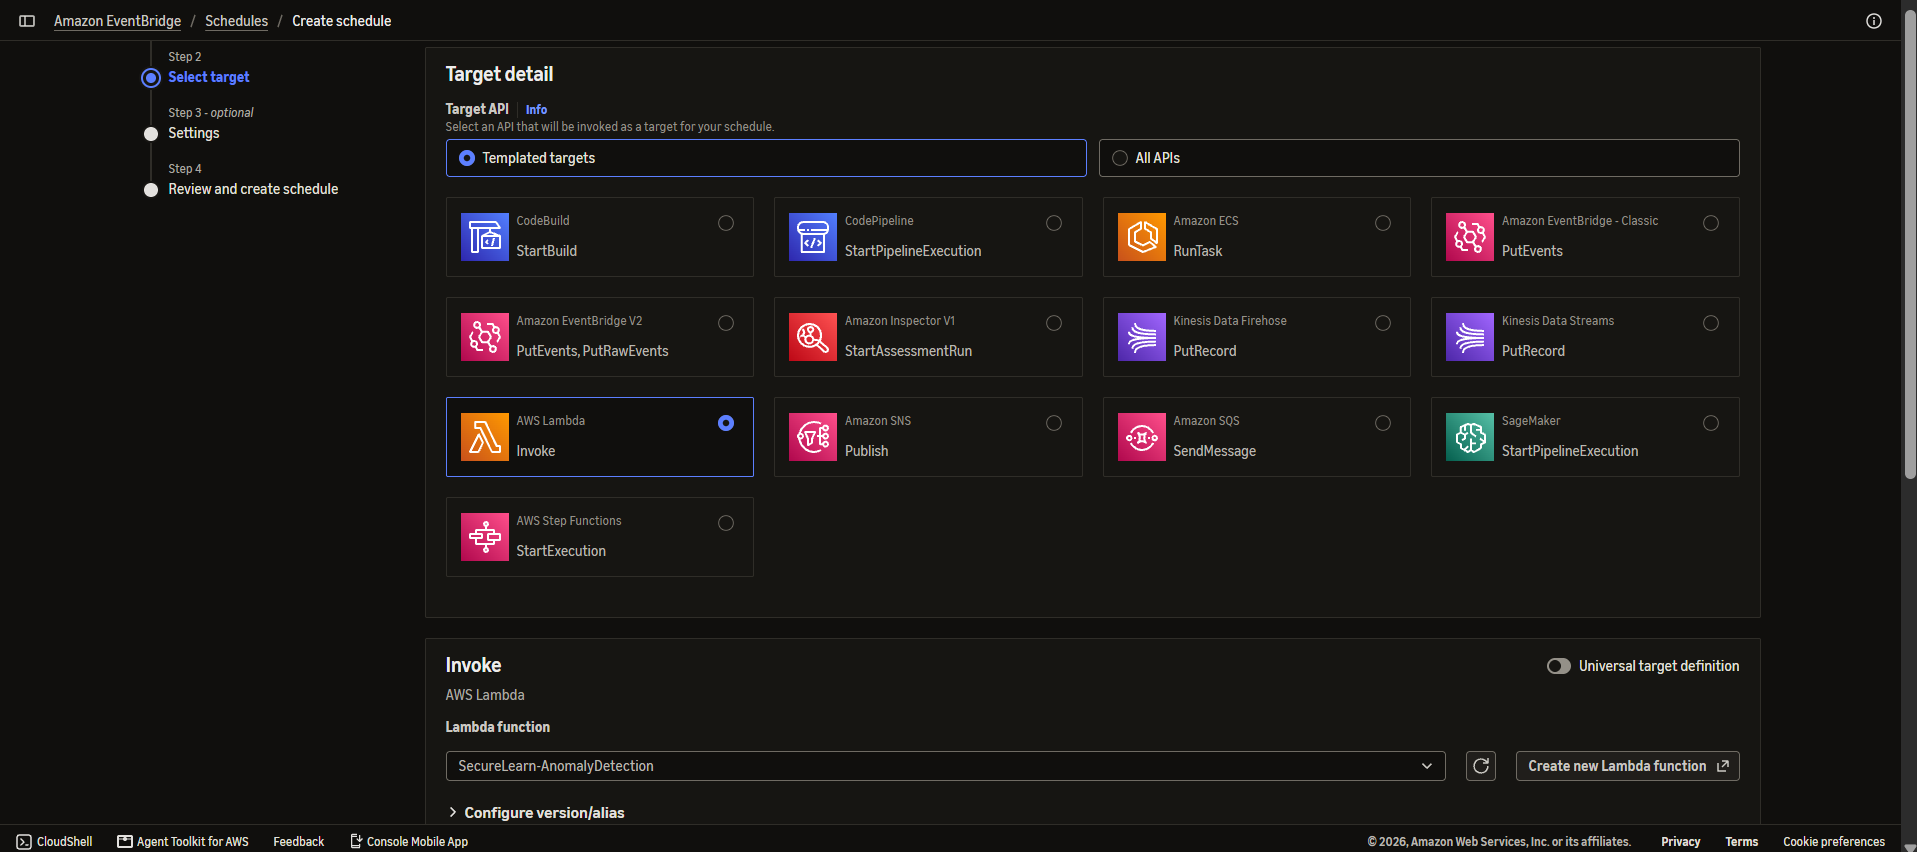 Amazon EventBridge / Schedules / Create schedule
Step 2
Select target
Step 3 - optional
Settings
Step 4
Review and create schedule
Target detail
Target API Info
Select an API that will be invoked as a target for your schedule.
Templated targets
All APIs
CodeBuild
StartBuild
CodePipeline
StartPipelineExecution
Amazon ECS
RunTask
Amazon EventBridge - Classic
PutEvents
Amazon EventBridge V2
PutEvents, PutRawEvents
Amazon Inspector V1
StartAssessmentRun
Kinesis Data Firehose
PutRecord
Kinesis Data Streams
PutRecord
AWS Lambda
Invoke
Amazon SNS
Publish
Amazon SQS
SendMessage
SageMaker
StartPipelineExecution
AWS Step Functions
StartExecution
Invoke
Universal target definition
AWS Lambda
Lambda function
SecureLearn-AnomalyDetection
Create new Lambda function
Configure version/alias
CloudShell Agent Toolkit for AWS Feedback Console Mobile App © 2026, Amazon Web Services, Inc. or its affiliates. Privacy Terms Cookie preferences